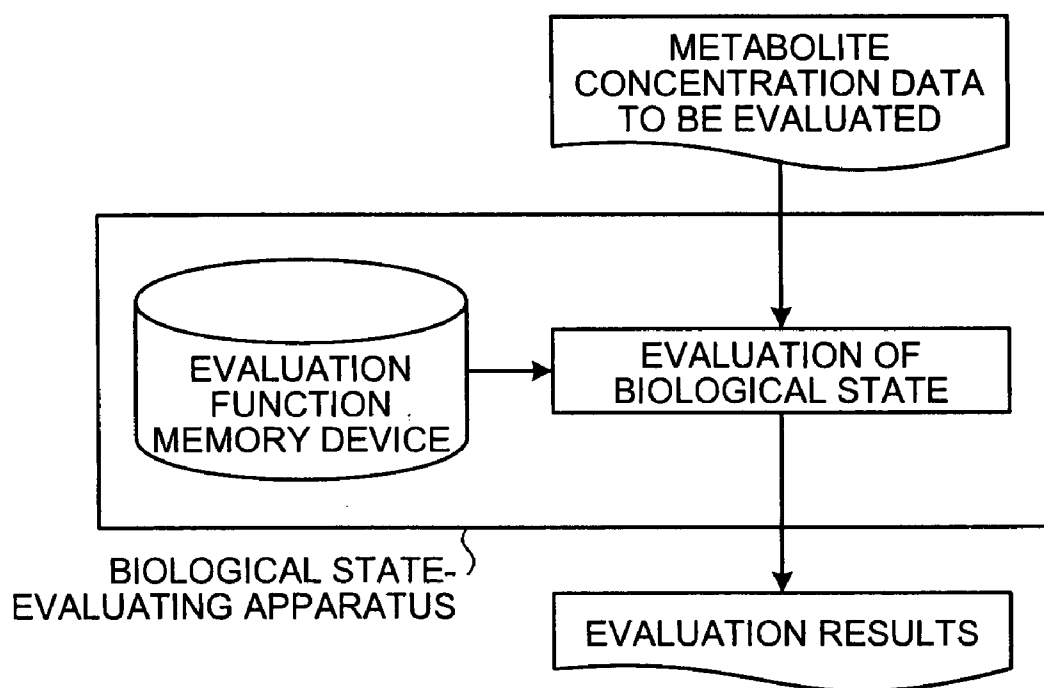 METABOLITE
CONCENTRATION DATA
TO BE EVALUATED
EVALUATION
FUNCTION
MEMORY DEVICE
EVALUATION OF
BIOLOGICAL STATE
BIOLOGICAL STATE-
EVALUATING APPARATUS
EVALUATION RESULTS